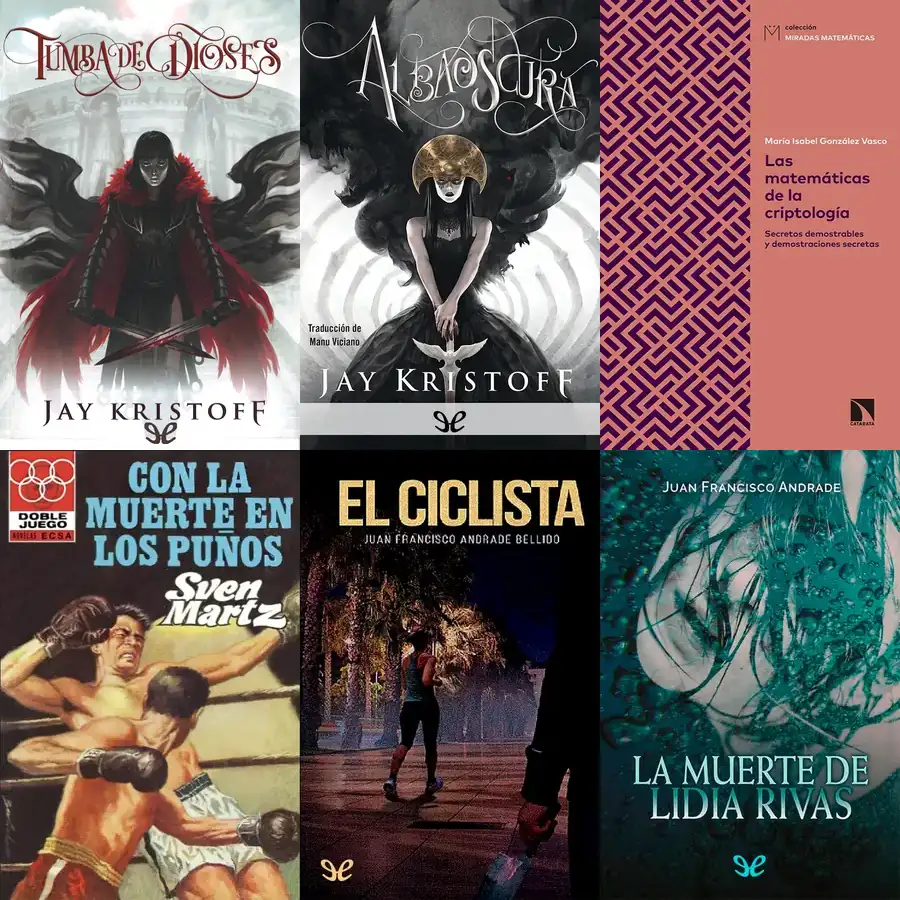 TUMBA DE DIOSES
JAY KRISTOFF
ALBAOSCURA
Traducción de
Manu Viciano
JAY KRISTOFF
colección
MIRADAS MATEMÁTICAS
María Isabel González Vasco
Las
matemáticas
de la
criptología
Secretos demostrables
y demostraciones secretas
CATARATA
DOBLE
JUEGO
NOVELAS ECSA
CON LA
MUERTE EN
LOS PUÑOS
Sven
Martz
EL CICLISTA
JUAN FRANCISCO ANDRADE BELLIDO
JUAN FRANCISCO ANDRADE
LA MUERTE DE
LIDIA RIVAS